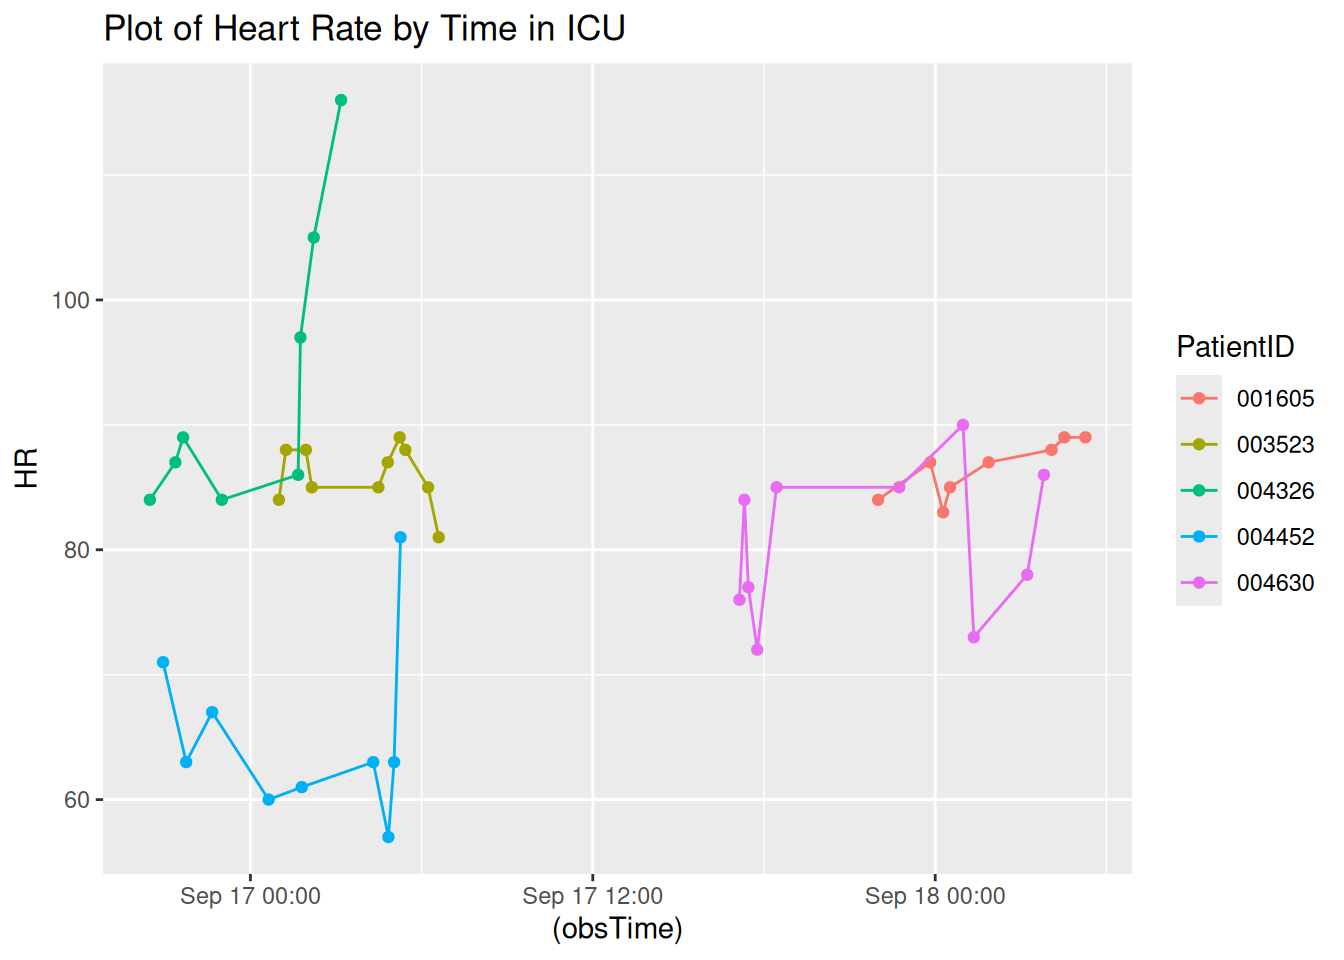 Plot of Heart Rate by Time in ICU
HR
100
80
60
Sep 17 00:00
Sep 17 12:00
Sep 18 00:00
(obsTime)
PatientID
001605
003523
004326
004452
004630